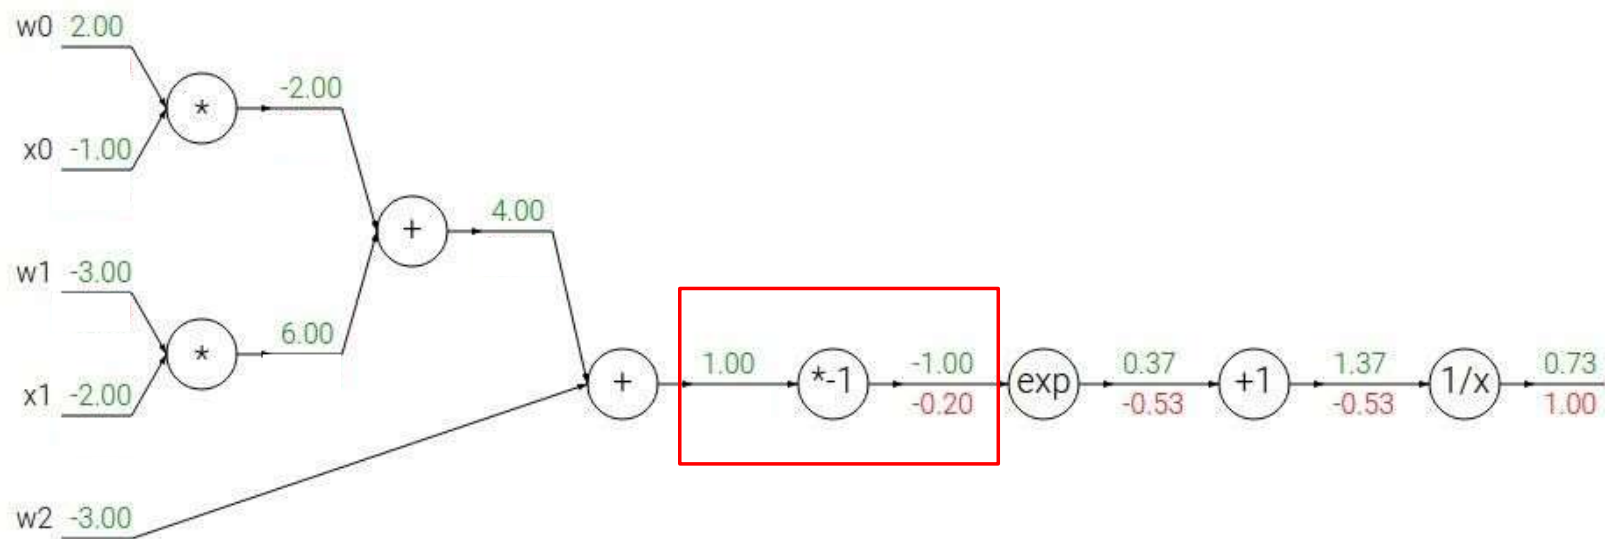 w0 2.00
-2.00
*
x0 -1.00
4.00
+
w1 -3.00
6.00
*
x1 -2.00
1.00 -1.00 0.37 1.37 0.73
+ *-1 exp +1 1/x
-0.20 -0.53 -0.53 1.00
w2 -3.00